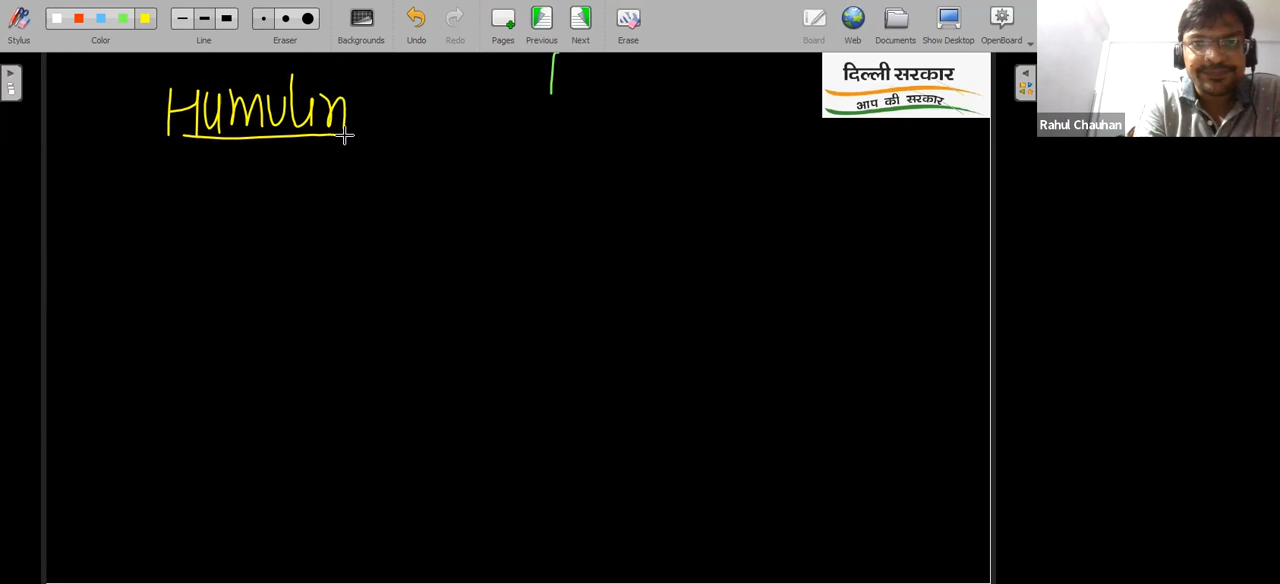 Stylus Color Line Eraser Backgrounds Undo Redo Pages Previous Next Erase Board Web Documents Show Desktop OpenBoard
Humulin
दिल्ली सरकार
आप की सरकार
Rahul Chauhan